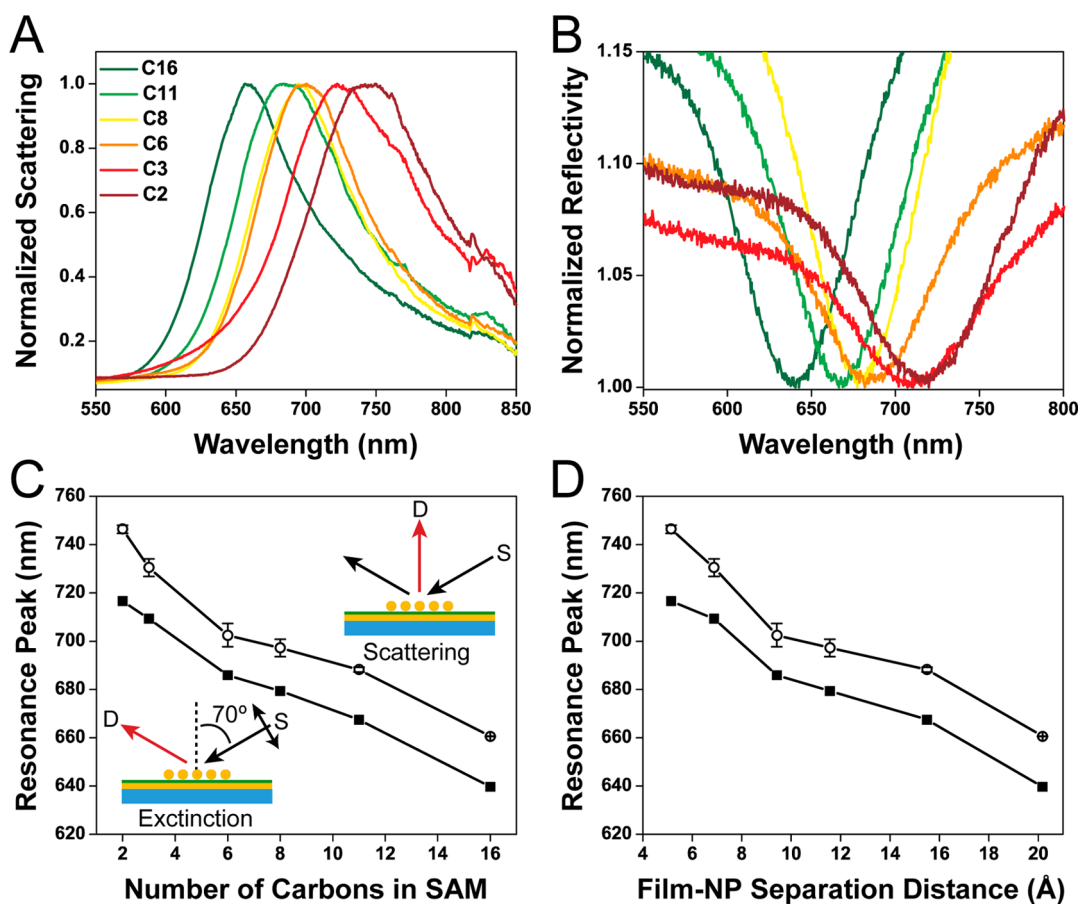 A
C16
C11
C8
C6
C3
C2
1.0
0.8
0.6
0.4
0.2
Normalized Scattering
550 600 650 700 750 800 850
Wavelength (nm)
B
1.15
1.10
1.05
1.00
Normalized Reflectivity
550 600 650 700 750 800
Wavelength (nm)
C
760
740
720
700
680
660
640
620
Resonance Peak (nm)
D
S
Scattering
D
70º
S
Exctinction
2 4 6 8 10 12 14 16
Number of Carbons in SAM
D
760
740
720
700
680
660
640
620
Resonance Peak (nm)
4 6 8 10 12 14 16 18 20
Film-NP Separation Distance (Å)